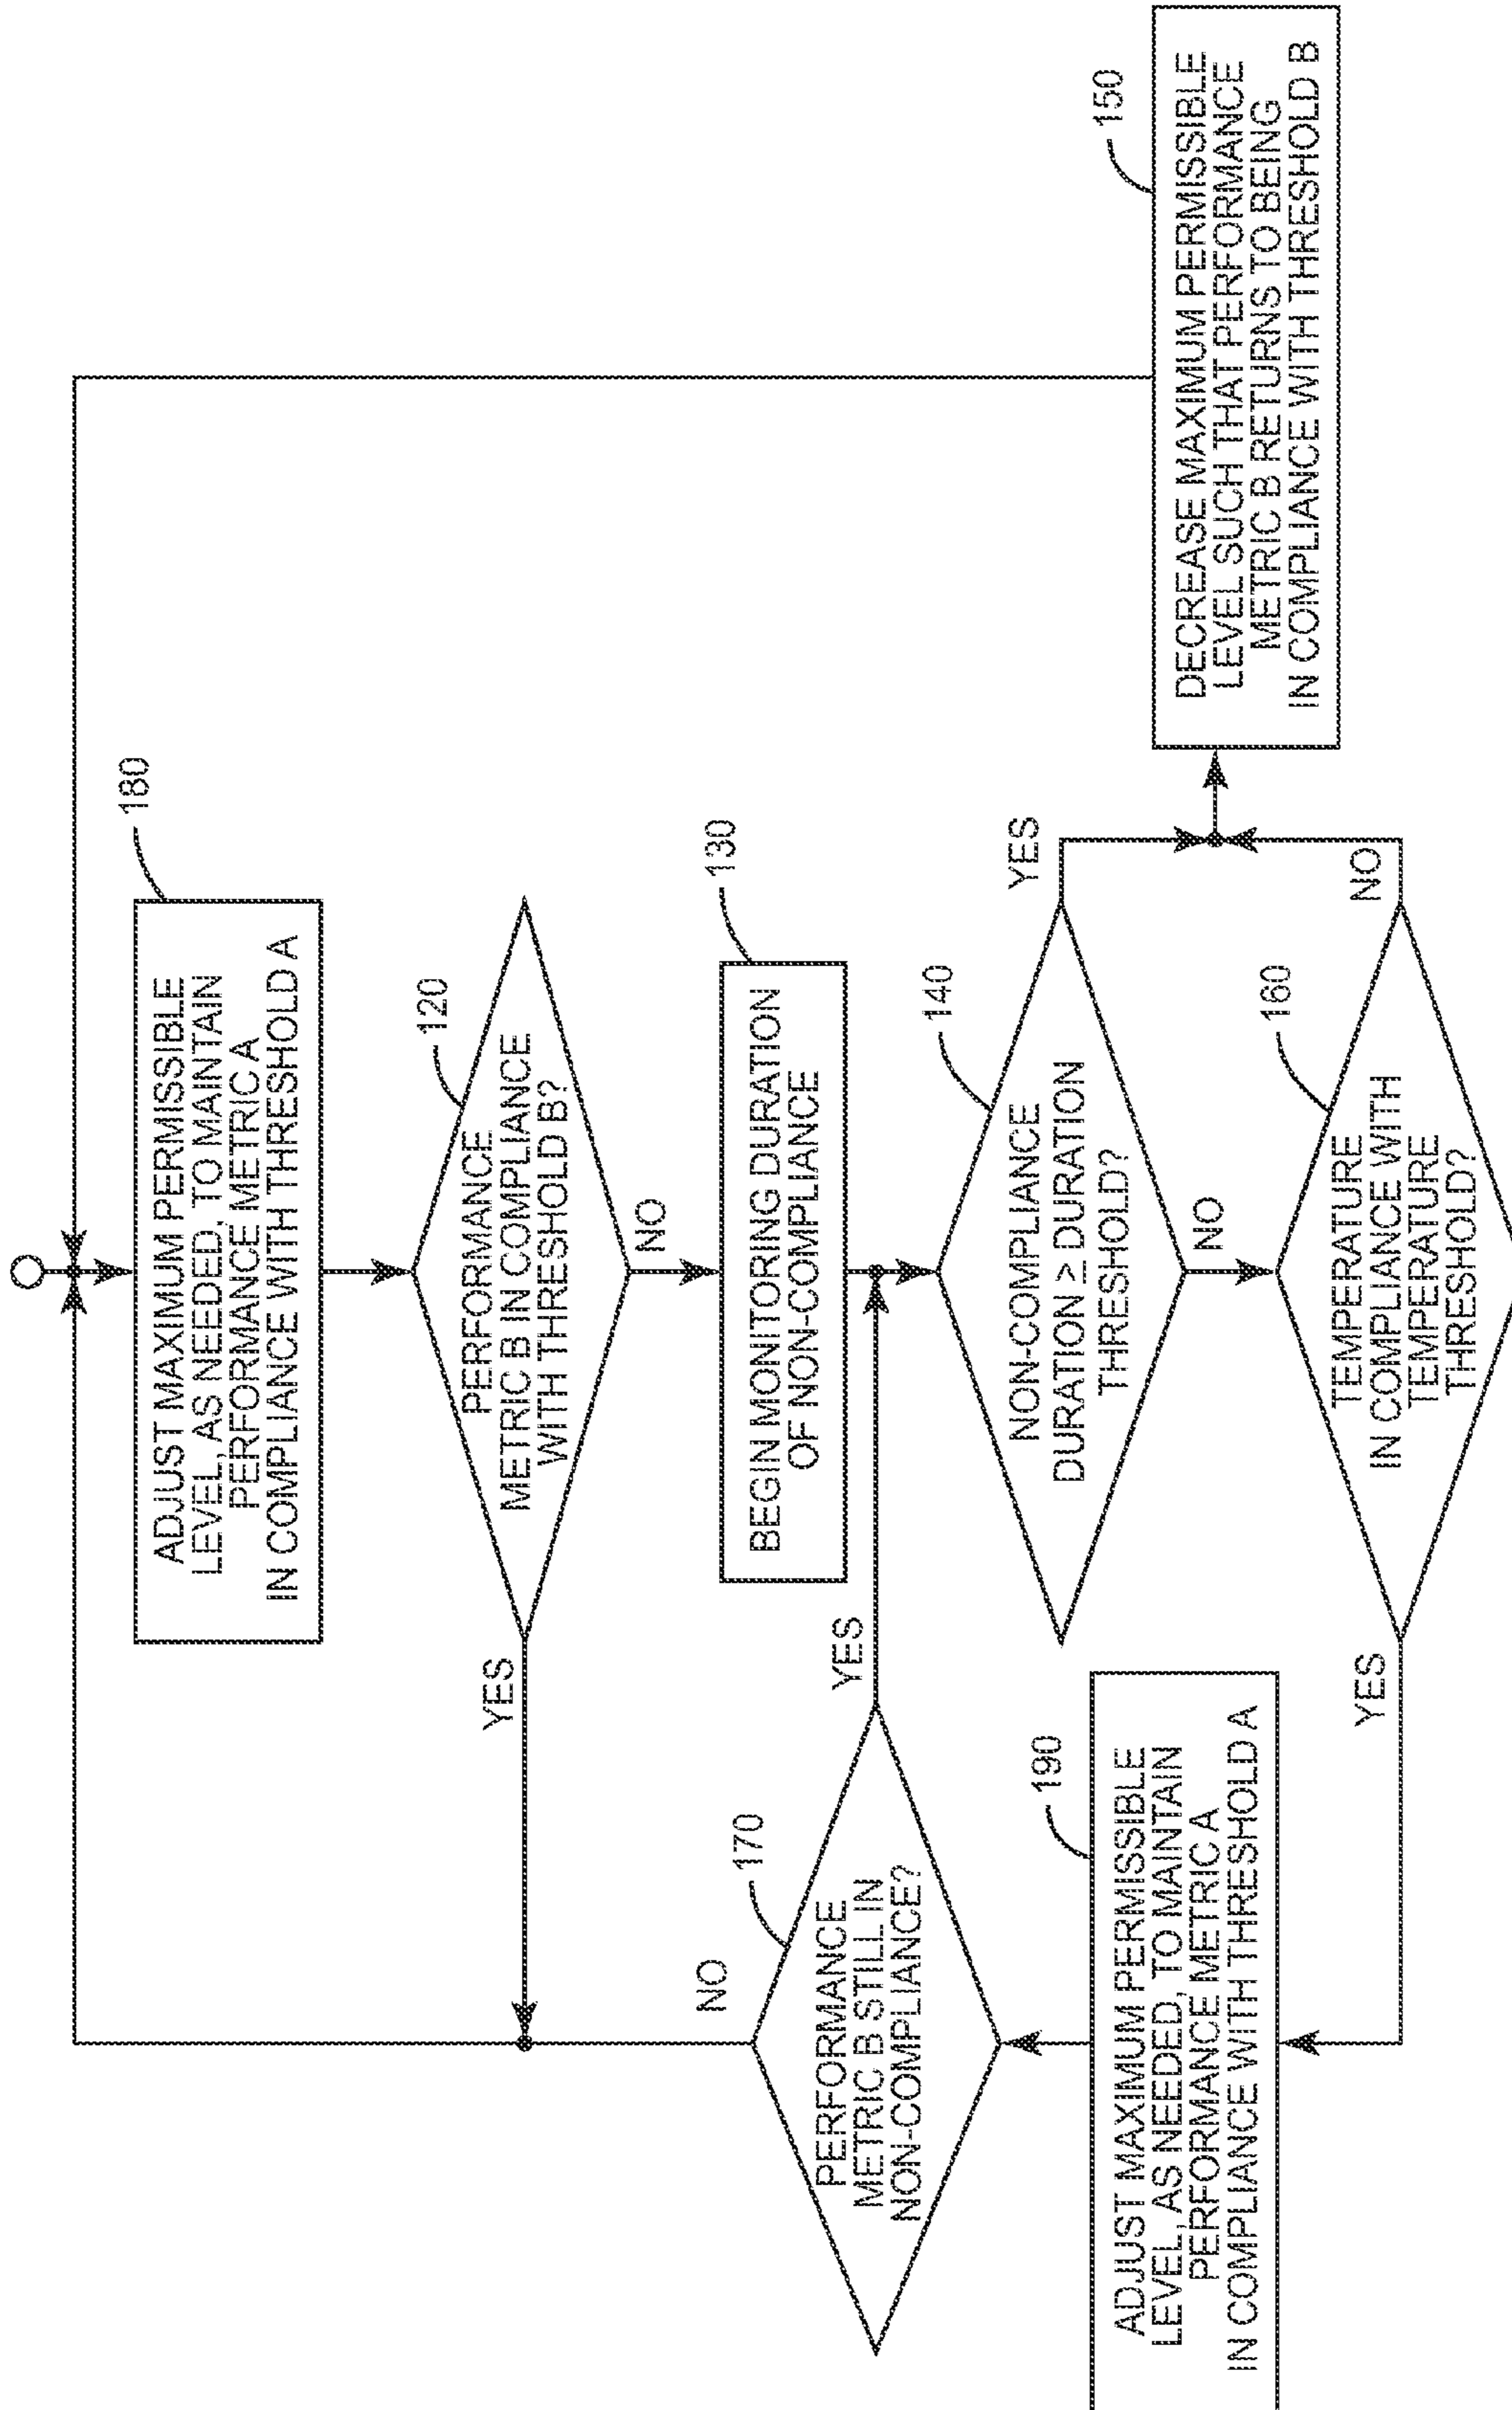 180
ADJUST MAXIMUM PERMISSIBLE
LEVEL, AS NEEDED, TO MAINTAIN
PERFORMANCE METRIC A
IN COMPLIANCE WITH THRESHOLD A
120
PERFORMANCE
METRIC B IN COMPLIANCE
WITH THRESHOLD B?
YES
NO
130
BEGIN MONITORING DURATION
OF NON-COMPLIANCE
170
PERFORMANCE
METRIC B STILL IN
NON-COMPLIANCE?
NO
YES
140
NON-COMPLIANCE
DURATION ≥ DURATION
THRESHOLD?
YES
NO
150
DECREASE MAXIMUM PERMISSIBLE
LEVEL SUCH THAT PERFORMANCE
METRIC B RETURNS TO BEING
IN COMPLIANCE WITH THRESHOLD B
190
ADJUST MAXIMUM PERMISSIBLE
LEVEL, AS NEEDED, TO MAINTAIN
PERFORMANCE METRIC A
IN COMPLIANCE WITH THRESHOLD A
160
TEMPERATURE
IN COMPLIANCE WITH
TEMPERATURE
THRESHOLD?
YES
NO